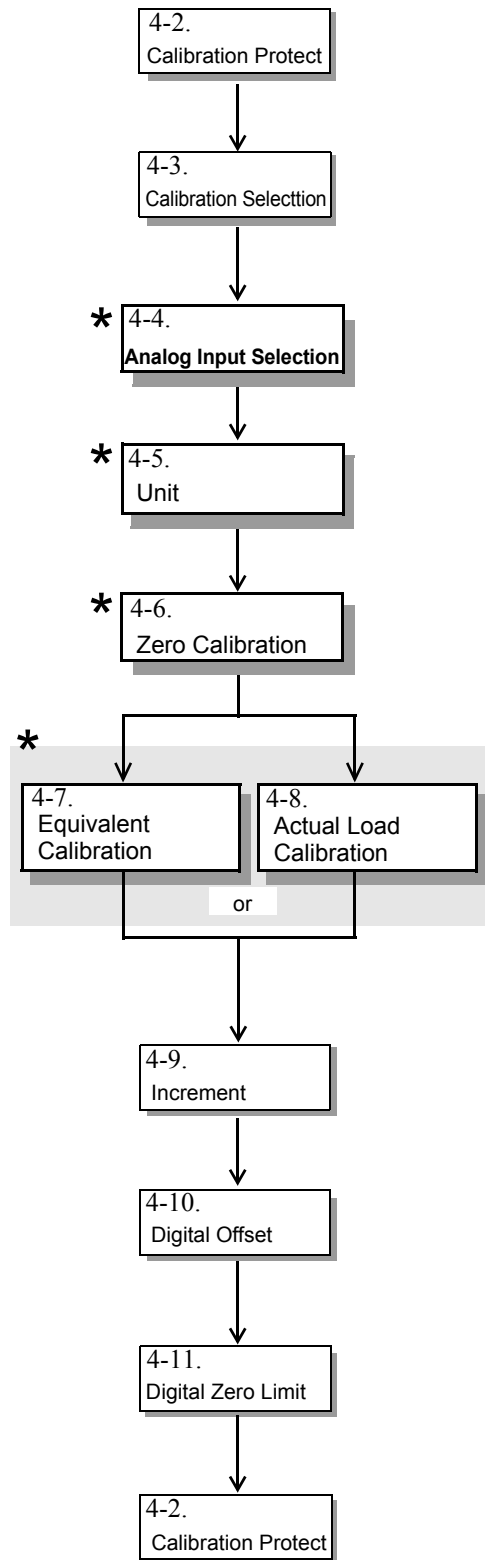 4-2.
Calibration Protect
4-3.
Calibration Selecttion
* 4-4.
Analog Input Selection
* 4-5.
Unit
* 4-6.
Zero Calibration
*
4-7.
Equivalent
Calibration
4-8.
Actual Load
Calibration
or
4-9.
Increment
4-10.
Digital Offset
4-11.
Digital Zero Limit
4-2.
Calibration Protect